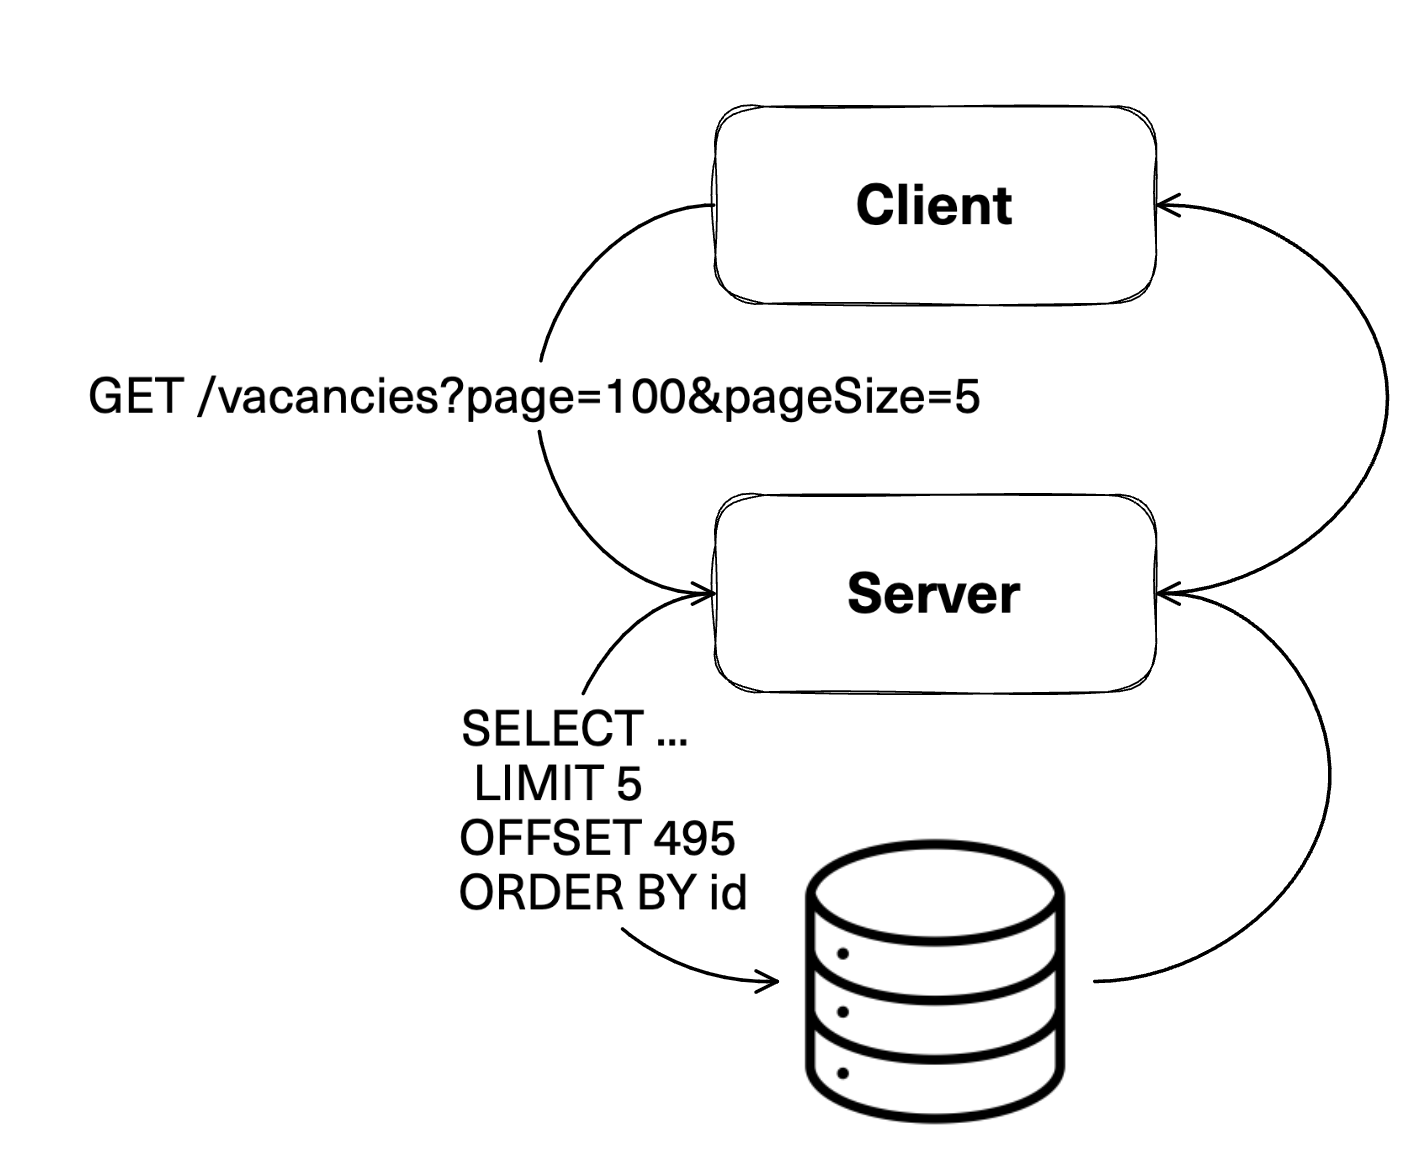 Client
GET /vacancies?page=100&pageSize=5
Server
SELECT ...
LIMIT 5
OFFSET 495
ORDER BY id